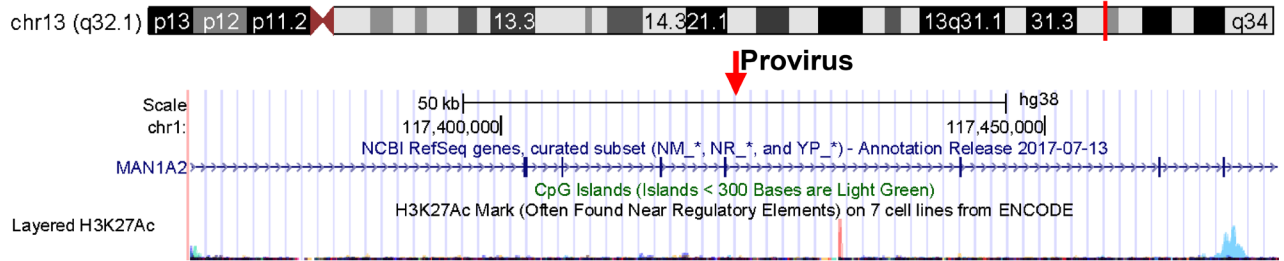 chr13 (q32.1) p13 p12 p11.2 13.3 14.3 21.1 13q31.1 31.3 q34
Provirus
Scale 50 kb hg38
chr1: 117,400,000 117,450,000
NCBI RefSeq genes, curated subset (NM_*, NR_*, and YP_*) - Annotation Release 2017-07-13
MAN1A2
CpG Islands (Islands < 300 Bases are Light Green)
H3K27Ac Mark (Often Found Near Regulatory Elements) on 7 cell lines from ENCODE
Layered H3K27Ac